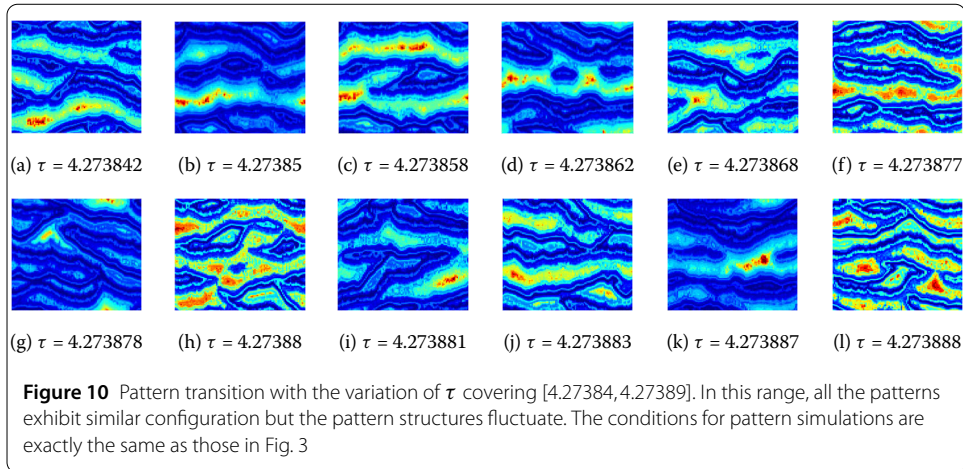 (a) τ = 4.273842 (b) τ = 4.27385 (c) τ = 4.273858 (d) τ = 4.273862 (e) τ = 4.273868 (f) τ = 4.273877
(g) τ = 4.273878 (h) τ = 4.27388 (i) τ = 4.273881 (j) τ = 4.273883 (k) τ = 4.273887 (l) τ = 4.273888
Figure 10 Pattern transition with the variation of τ covering [4.27384, 4.27389]. In this range, all the patterns
exhibit similar configuration but the pattern structures fluctuate. The conditions for pattern simulations are
exactly the same as those in Fig. 3